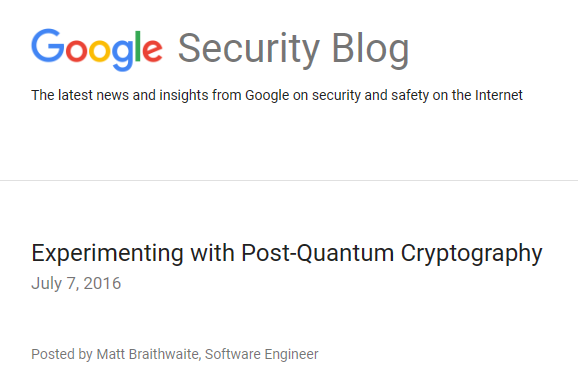 Google Security Blog
The latest news and insights from Google on security and safety on the Internet
Experimenting with Post-Quantum Cryptography
July 7, 2016
Posted by Matt Braithwaite, Software Engineer